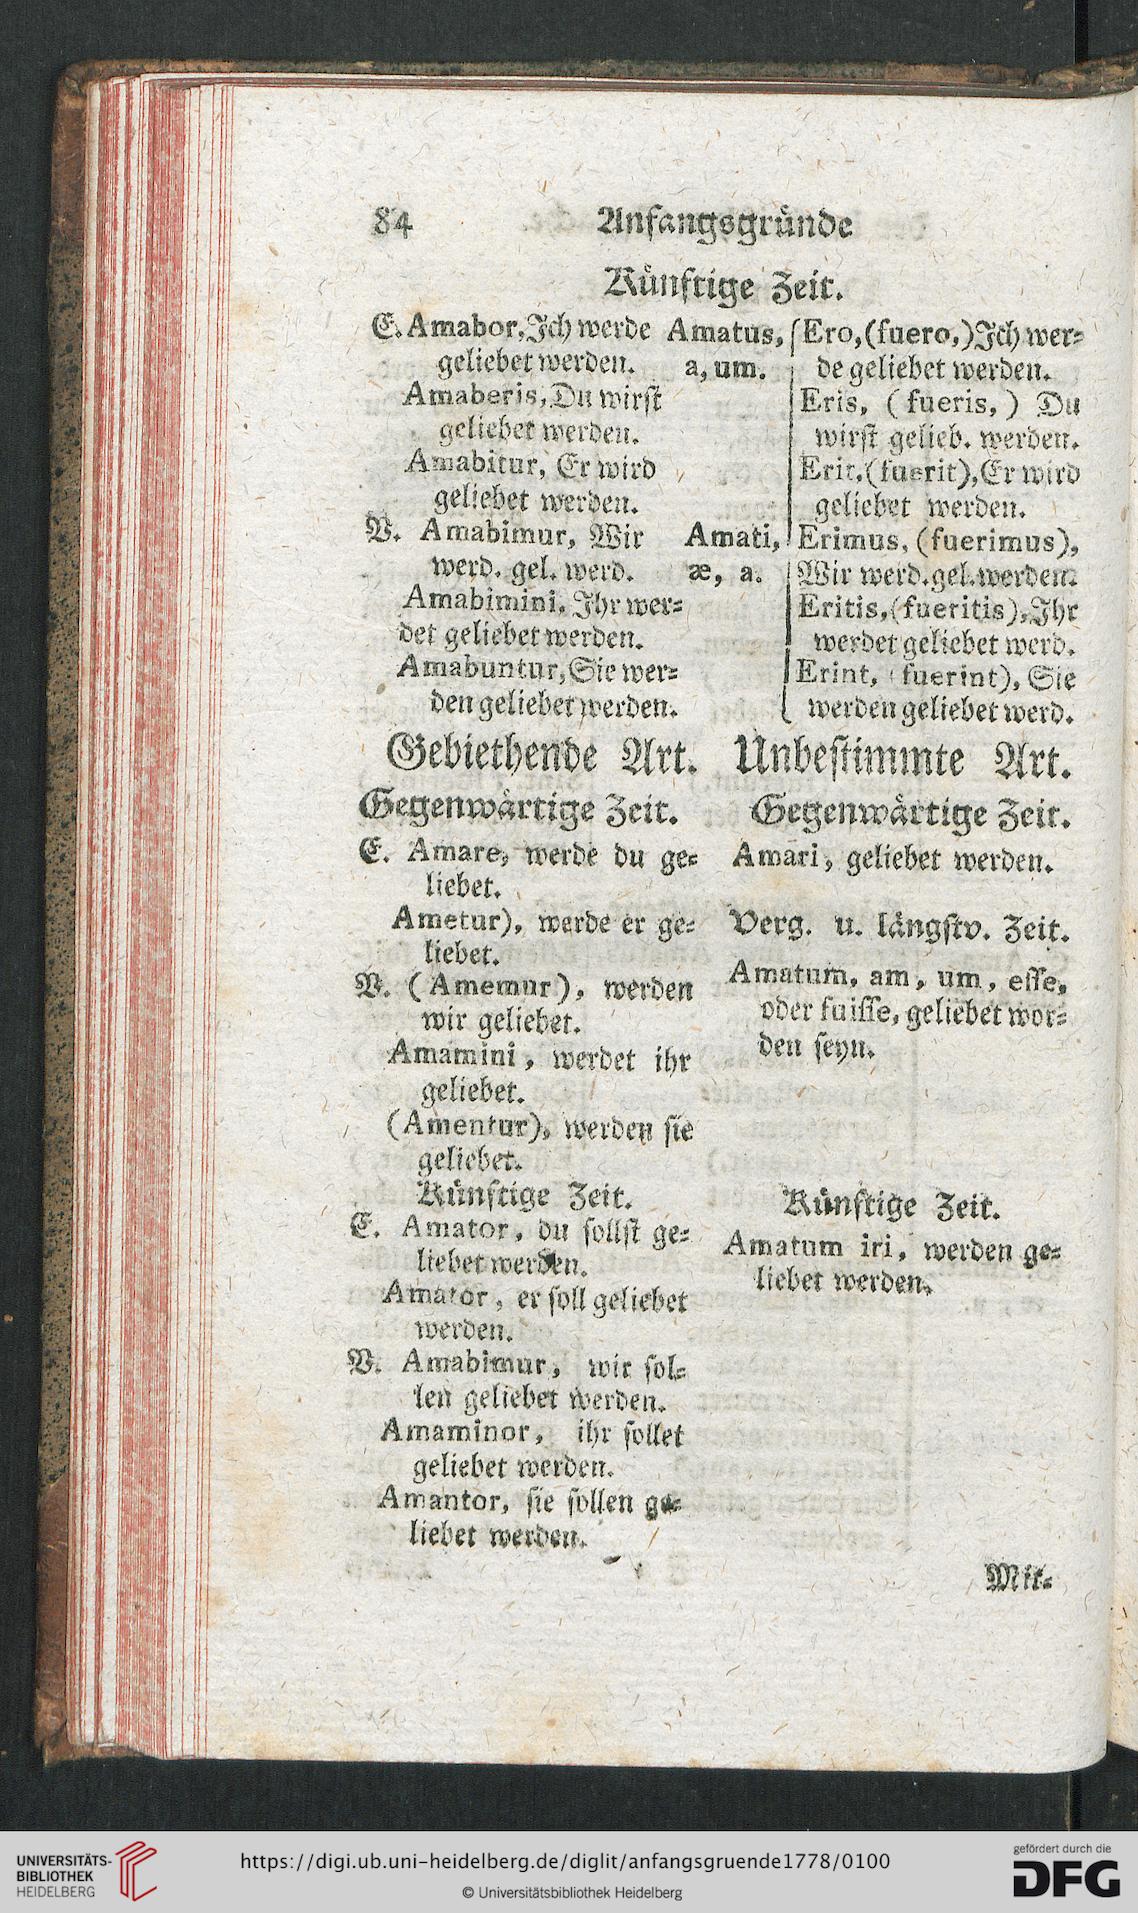 84 Anfangsgründe
Künftige Zeit.
E. Amabor, Ich werde
geliebet werden.
Amaberis, Du wirst
geliebet werden.
Amabitur, Er wird
geliebet werden.
V. Amabimur, Wir
werd. gel. werd.
Amabimini, Ihr wer=
det geliebet werden.
Amabuntur, Sie wer=
den geliebet werden.
Amatus,
a, um.
Amati,
æ, a.
Ero, (fuero,) Ich wer=
de geliebet werden.
Eris, (fueris,) Du
wirst gelieb. werden.
Erit, (fuerit), Er wird
geliebet werden.
Erimus, (fuerimus),
Wir werd. gel. werden.
Eritis, (fueritis), Ihr
werdet geliebet werd.
Erint, (fuerint), Sie
werden geliebet werd.
Gebiethende Art.
Gegenwärtige Zeit.
E. Amare, werde du ge=
liebet.
Ametur), werde er ge=
liebet.
V. (Amemur), werden
wir geliebet.
Amamini, werdet ihr
geliebet.
(Amentur), werden sie
geliebet.
Künftige Zeit.
E. Amator, du sollst ge=
liebet werden.
Amator, er soll geliebet
werden.
V. Amabimur, wir sol=
len geliebet werden.
Amaminor, ihr sollet
geliebet werden.
Amantor, sie sollen ge=
liebet werden.
Unbestimmte Art.
Gegenwärtige Zeit.
Amari, geliebet werden.
Verg. u. längstv. Zeit.
Amatum, am, um, esse,
oder fuisse, geliebet wor=
den seyn.
Künftige Zeit.
Amatum iri, werden ge=
liebet werden.
Mit=
UNIVERSITÄTS-
BIBLIOTHEK
HEIDELBERG
https://digi.ub.uni-heidelberg.de/diglit/anfangsgruende1778/0100
© Universitätsbibliothek Heidelberg
gefördert durch die
DFG